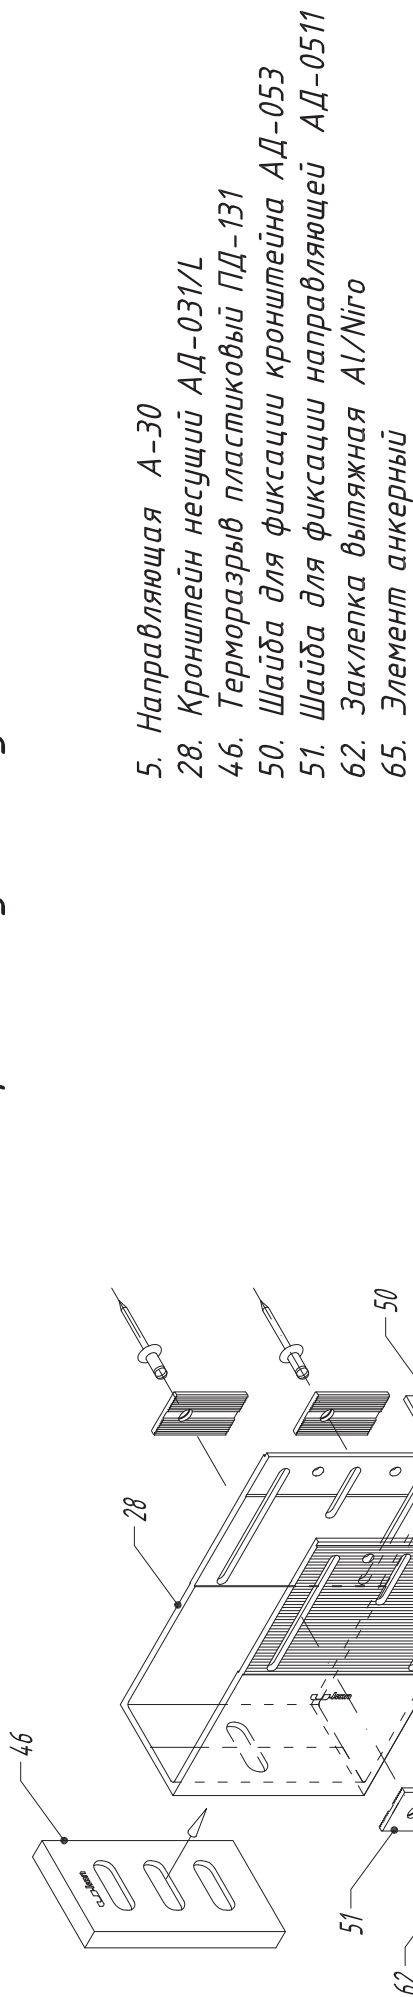 5. Направляющая А-30
28. Кронштейн несущий АД-031/L
46. Терморазрыв пластиковый ПД-131
50. Шайба для фиксации кронштейна АД-053
51. Шайба для фиксации направляющей АД-0511
62. Заклепка вытяжная Al/Niro
65. Элемент анкерный
46
28
50
51
62